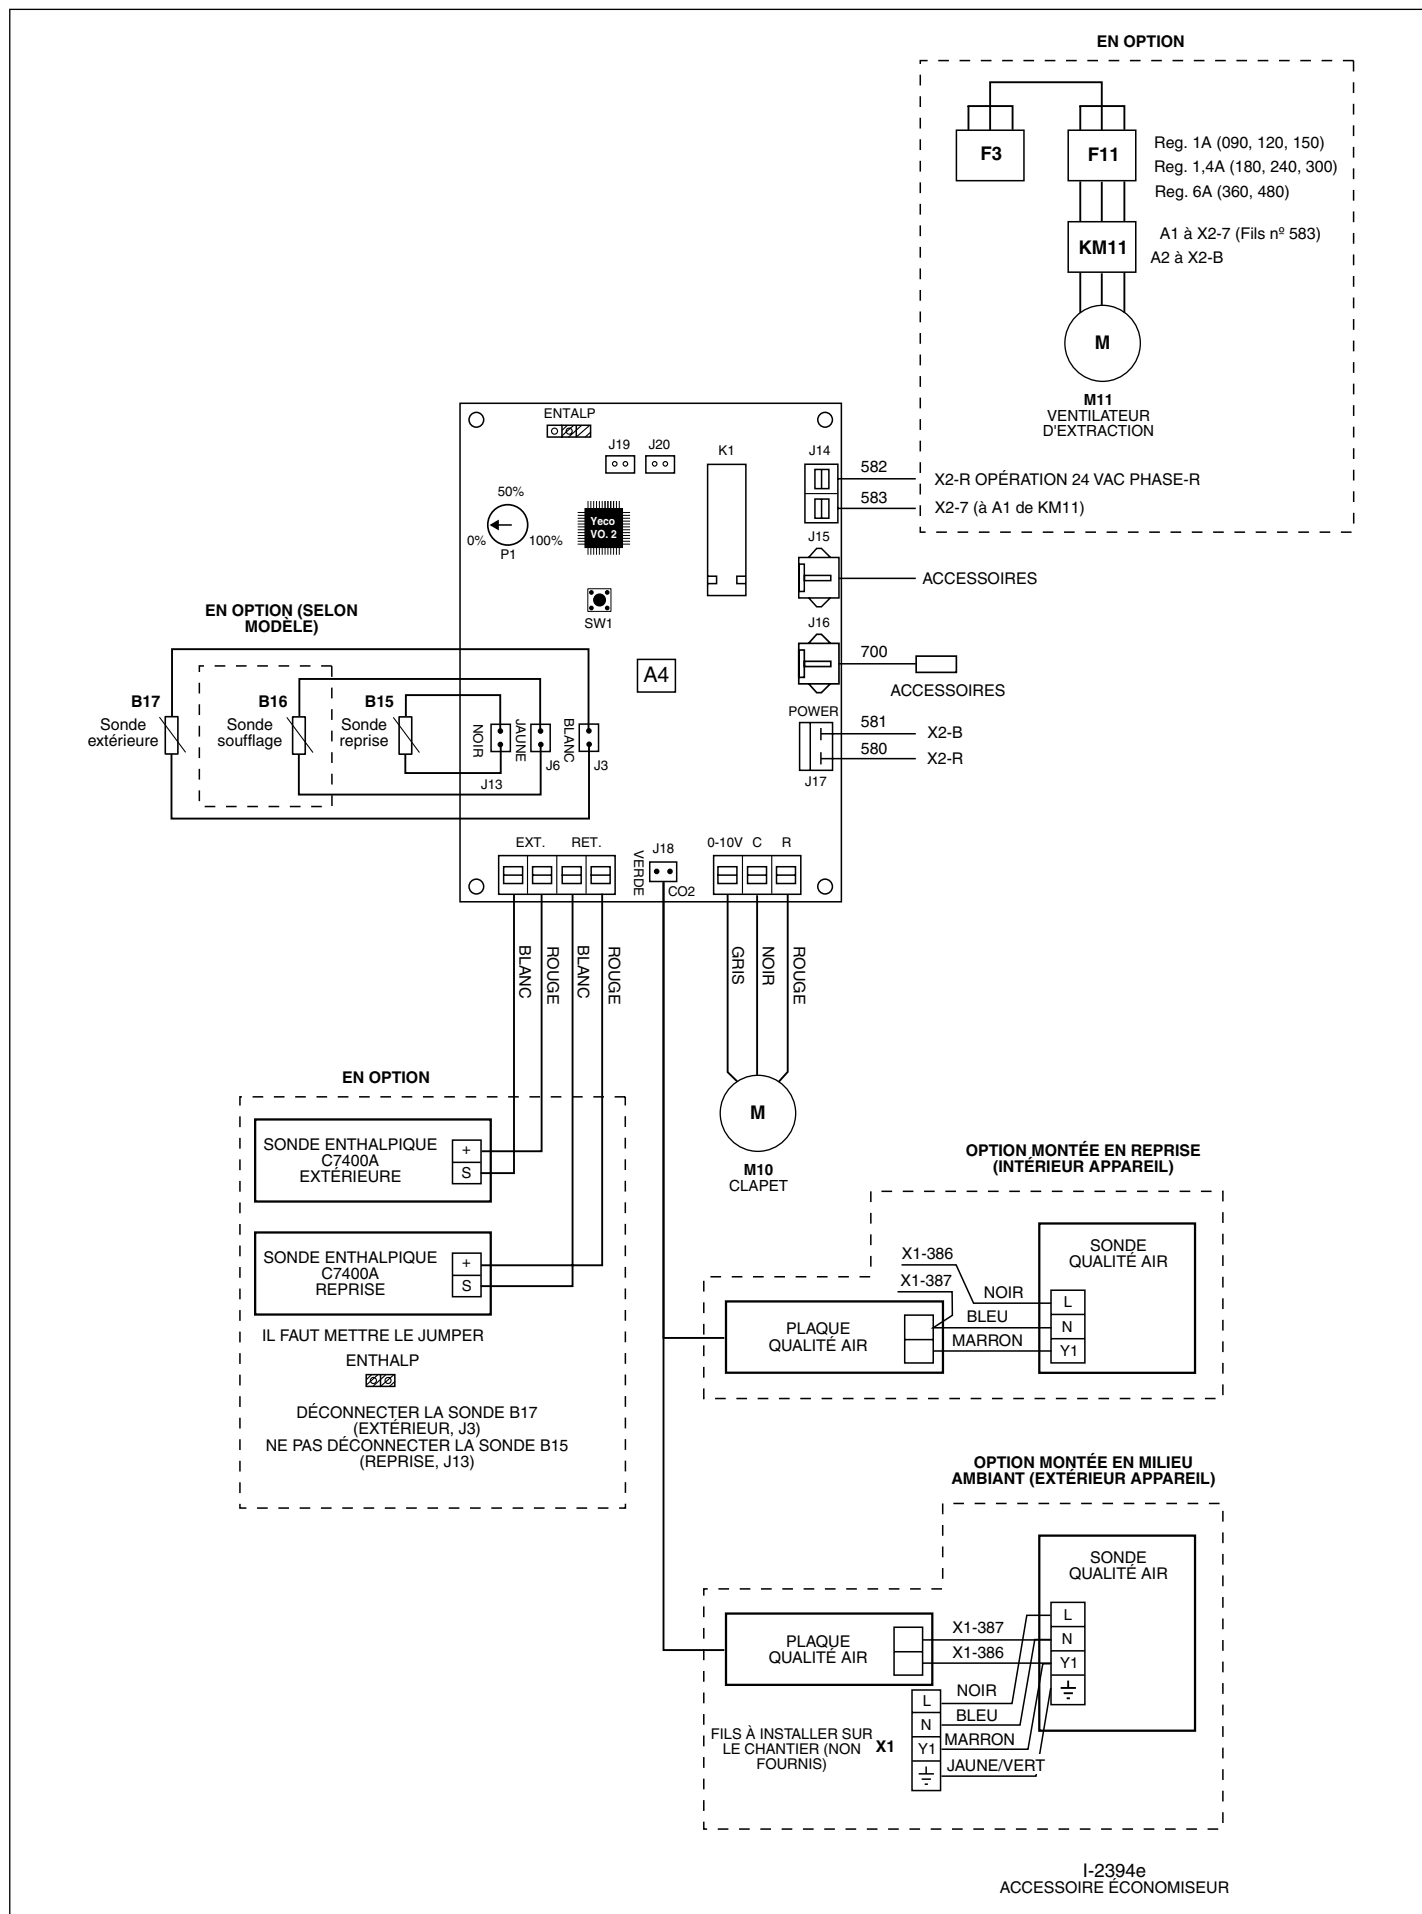 EN OPTION
F3
F11
Reg. 1A (090, 120, 150)
Reg. 1,4A (180, 240, 300)
Reg. 6A (360, 480)
KM11
A1 à X2-7 (Fils nº 583)
A2 à X2-B
M
M11
VENTILATEUR
D'EXTRACTION
ENTALP
J19
J20
K1
J14
582
X2-R OPÉRATION 24 VAC PHASE-R
583
X2-7 (à A1 de KM11)
50%
0%
100%
P1
Yeco
VO. 2
SW1
J15
ACCESSOIRES
J16
700
ACCESSOIRES
A4
POWER
581
X2-B
580
X2-R
J17
EN OPTION (SELON
MODÈLE)
B17
Sonde
extérieure
B16
Sonde
soufflage
B15
Sonde
reprise
NOIR
JAUNE
BLANC
J13
J6
J3
EXT.
RET.
VERDE
J18
CO2
0-10V
C
R
BLANC
ROUGE
BLANC
ROUGE
GRIS
NOIR
ROUGE
M
M10
CLAPET
EN OPTION
SONDE ENTHALPIQUE
C7400A
EXTÉRIEURE
+
S
SONDE ENTHALPIQUE
C7400A
REPRISE
+
S
IL FAUT METTRE LE JUMPER
ENTHALP
DÉCONNECTER LA SONDE B17
(EXTÉRIEUR, J3)
NE PAS DÉCONNECTER LA SONDE B15
(REPRISE, J13)
OPTION MONTÉE EN REPRISE
(INTÉRIEUR APPAREIL)
X1-386
X1-387
NOIR
BLEU
MARRON
SONDE
QUALITÉ AIR
L
N
Y1
PLAQUE
QUALITÉ AIR
OPTION MONTÉE EN MILIEU
AMBIANT (EXTÉRIEUR APPAREIL)
SONDE
QUALITÉ AIR
L
N
Y1
PLAQUE
QUALITÉ AIR
X1-387
X1-386
FILS À INSTALLER SUR
LE CHANTIER (NON
FOURNIS)
X1
L
N
Y1
NOIR
BLEU
MARRON
JAUNE/VERT
I-2394e
ACCESSOIRE ÉCONOMISEUR